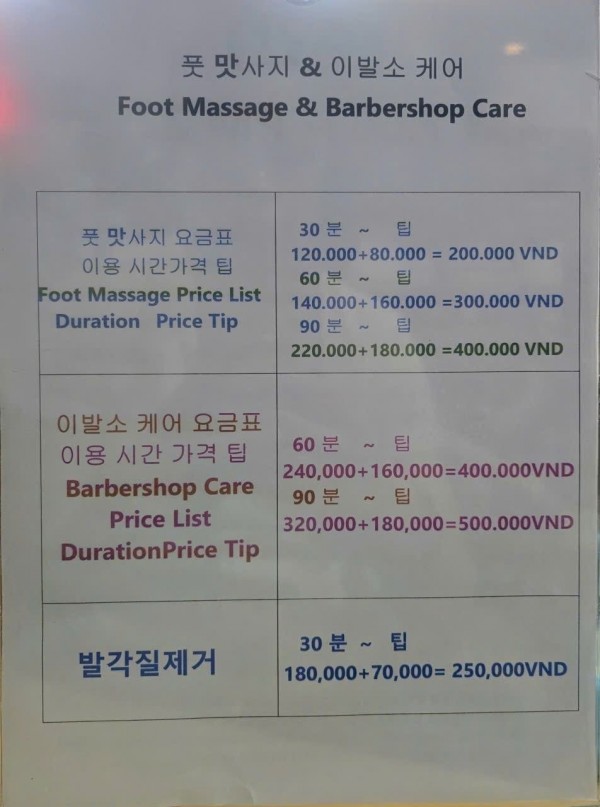 풋 맛사지 & 이발소 케어
Foot Massage & Barbershop Care
풋 맛사지 요금표
이용 시간가격 팁
Foot Massage Price List
Duration Price Tip
30 분 ~ 팁
120.000+80.000 = 200.000 VND
60 분 ~ 팁
140.000+160.000 =300.000 VND
90 분 ~ 팁
220.000+180.000 =400.000 VND
이발소 케어 요금표
이용 시간 가격 팁
Barbershop Care
Price List
DurationPrice Tip
60 분 ~ 팁
240,000+160,000=400.000VND
90 분 ~ 팁
320,000+180,000=500.000VND
발각질제거
30 분 ~ 팁
180,000+70,000= 250,000VND